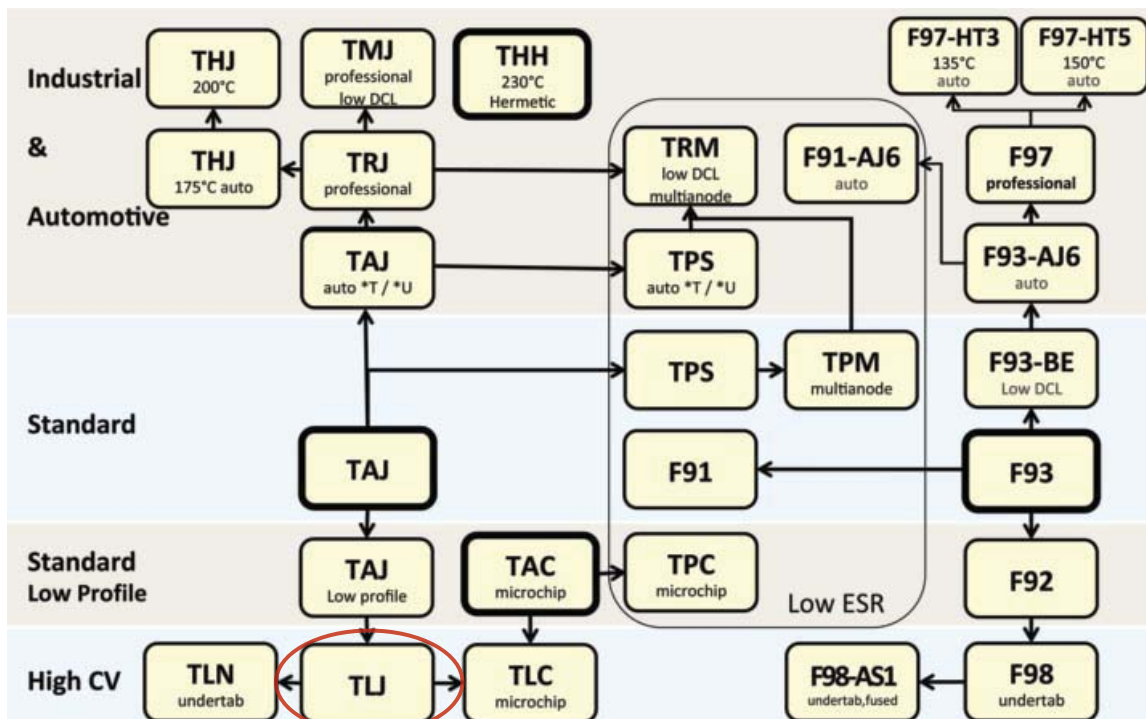 Industrial
&
Automotive
THJ
200°C
TMJ
professional
low DCL
THH
230°C
Hermetic
F97-HT3
135°C
auto
F97-HT5
150°C
auto
THJ
175°C auto
TRJ
professional
TRM
low DCL
multianode
F91-AJ6
auto
F97
professional
TAJ
auto *T / *U
TPS
auto *T / *U
F93-AJ6
auto
Standard
TPS
TPM
multianode
F93-BE
Low DCL
TAJ
F91
F93
Standard
Low Profile
TAJ
Low profile
TAC
microchip
TPC
microchip
Low ESR
F92
High CV
TLN
undertab
TLJ
TLC
microchip
F98-AS1
undertab,fused
F98
undertab